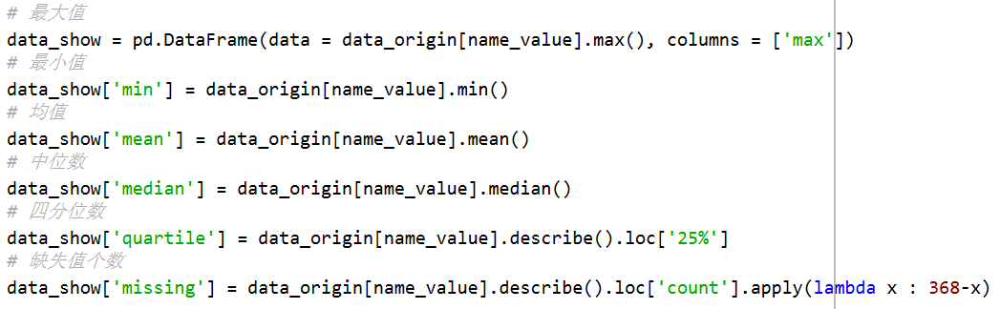 # 最大值
data_show = pd.DataFrame(data = data_origin[name_value].max(), columns = ['max'])
# 最小值
data_show['min'] = data_origin[name_value].min()
# 均值
data_show['mean'] = data_origin[name_value].mean()
# 中位数
data_show['median'] = data_origin[name_value].median()
# 四分位数
data_show['quartile'] = data_origin[name_value].describe().loc['25%']
# 缺失值个数
data_show['missing'] = data_origin[name_value].describe().loc['count'].apply(lambda x : 368-x)